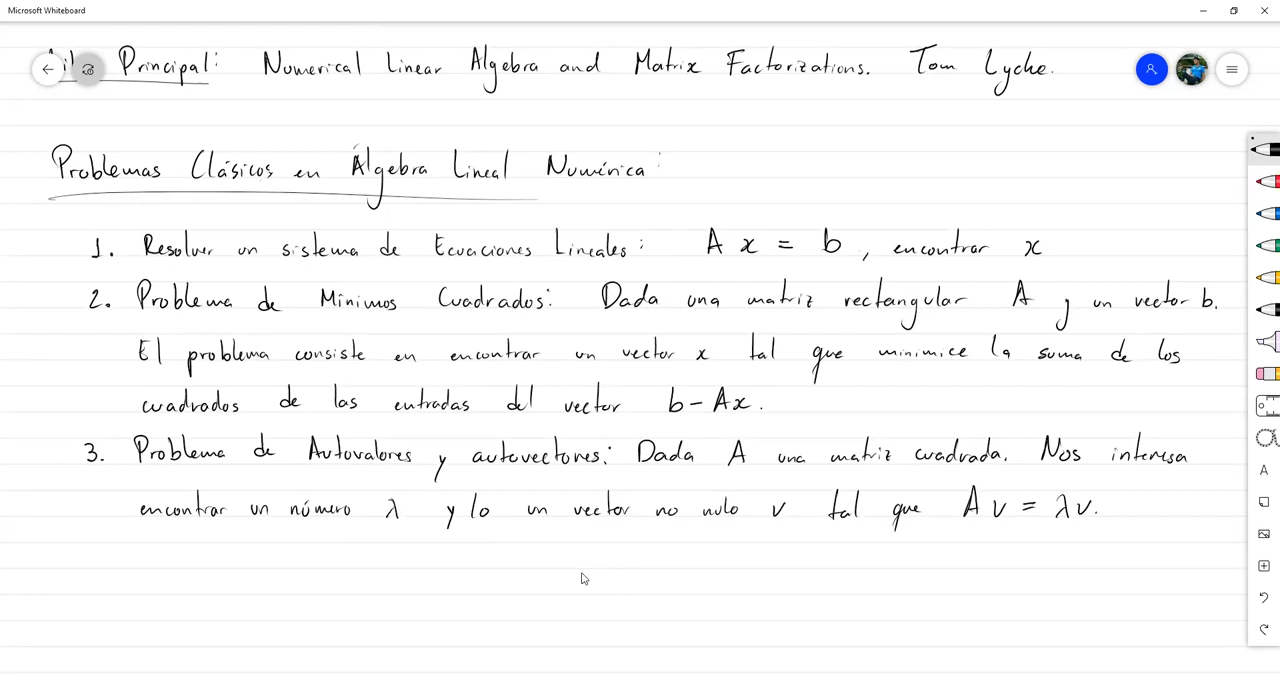 Microsoft Whiteboard
Principal: Numerical Linear Algebra and Matrix Factorizations. Tom Lyche.
Problemas Clásicos en Álgebra Lineal Numérica:
1. Resolver un sistema de Ecuaciones Lineales: A x = b, encontrar x
2. Problema de Mínimos Cuadrados: Dada una matriz rectangular A y un vector b.
El problema consiste en encontrar un vector x tal que minimice la suma de los
cuadrados de las entradas del vector b-Ax.
3. Problema de Autovalores y autovectores: Dada A una matriz cuadrada. Nos interesa
encontrar un número λ y/o un vector no nulo v tal que A v = λv.
A